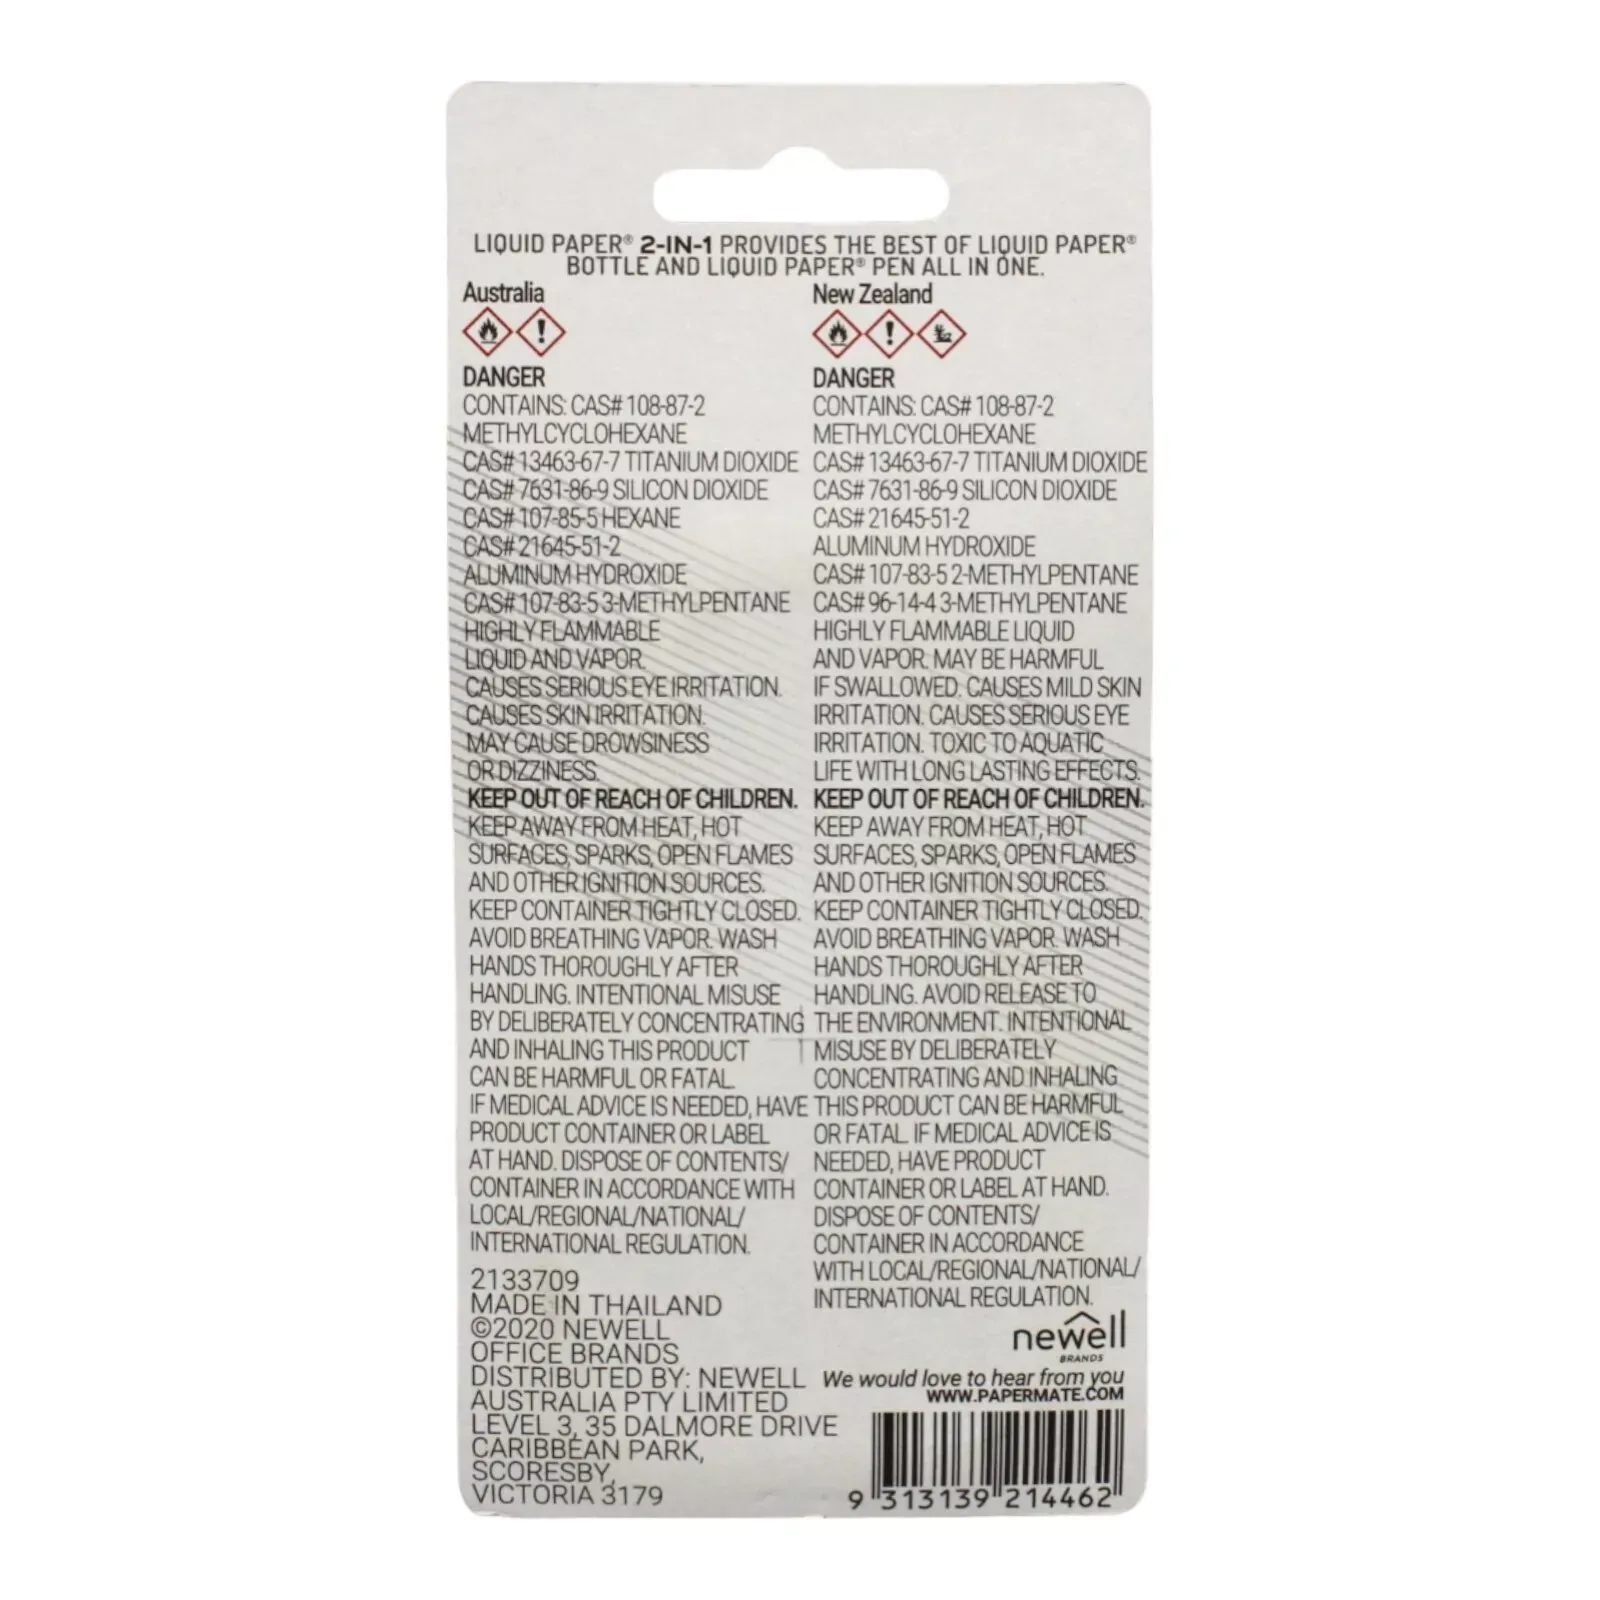 LIQUID PAPER® 2-IN-1 PROVIDES THE BEST OF LIQUID PAPER®
BOTTLE AND LIQUID PAPER® PEN ALL IN ONE.
Australia
DANGER
CONTAINS: CAS# 108-87-2
METHYLCYCLOHEXANE
CAS# 13463-67-7 TITANIUM DIOXIDE
CAS# 7631-86-9 SILICON DIOXIDE
CAS# 107-85-5 HEXANE
CAS# 21645-51-2
ALUMINUM HYDROXIDE
CAS# 107-83-5 3-METHYLPENTANE
HIGHLY FLAMMABLE
LIQUID AND VAPOR.
CAUSES SERIOUS EYE IRRITATION.
CAUSES SKIN IRRITATION.
MAY CAUSE DROWSINESS
OR DIZZINESS.
KEEP OUT OF REACH OF CHILDREN.
KEEP AWAY FROM HEAT, HOT
SURFACES, SPARKS, OPEN FLAMES
AND OTHER IGNITION SOURCES.
KEEP CONTAINER TIGHTLY CLOSED.
AVOID BREATHING VAPOR. WASH
HANDS THOROUGHLY AFTER
HANDLING. INTENTIONAL MISUSE
BY DELIBERATELY CONCENTRATING
AND INHALING THIS PRODUCT
CAN BE HARMFUL OR FATAL.
IF MEDICAL ADVICE IS NEEDED, HAVE
PRODUCT CONTAINER OR LABEL
AT HAND. DISPOSE OF CONTENTS/
CONTAINER IN ACCORDANCE WITH
LOCAL/REGIONAL/NATIONAL/
INTERNATIONAL REGULATION.
2133709
MADE IN THAILAND
©2020 NEWELL
OFFICE BRANDS
DISTRIBUTED BY: NEWELL
AUSTRALIA PTY LIMITED
LEVEL 3, 35 DALMORE DRIVE
CARIBBEAN PARK,
SCORESBY,
VICTORIA 3179
New Zealand
DANGER
CONTAINS: CAS# 108-87-2
METHYLCYCLOHEXANE
CAS# 13463-67-7 TITANIUM DIOXIDE
CAS# 7631-86-9 SILICON DIOXIDE
CAS# 21645-51-2
ALUMINUM HYDROXIDE
CAS# 107-83-5 2-METHYLPENTANE
CAS# 96-14-4 3-METHYLPENTANE
HIGHLY FLAMMABLE LIQUID
AND VAPOR. MAY BE HARMFUL
IF SWALLOWED. CAUSES MILD SKIN
IRRITATION. CAUSES SERIOUS EYE
IRRITATION. TOXIC TO AQUATIC
LIFE WITH LONG LASTING EFFECTS.
KEEP OUT OF REACH OF CHILDREN.
KEEP AWAY FROM HEAT, HOT
SURFACES, SPARKS, OPEN FLAMES
AND OTHER IGNITION SOURCES.
KEEP CONTAINER TIGHTLY CLOSED.
AVOID BREATHING VAPOR. WASH
HANDS THOROUGHLY AFTER
HANDLING. AVOID RELEASE TO
THE ENVIRONMENT. INTENTIONAL
MISUSE BY DELIBERATELY
CONCENTRATING AND INHALING
THIS PRODUCT CAN BE HARMFUL
OR FATAL. IF MEDICAL ADVICE IS
NEEDED, HAVE PRODUCT
CONTAINER OR LABEL AT HAND.
DISPOSE OF CONTENTS/
CONTAINER IN ACCORDANCE
WITH LOCAL/REGIONAL/NATIONAL/
INTERNATIONAL REGULATION.
newell
BRANDS
We would love to hear from you
WWW.PAPERMATE.COM
9 313139 214462